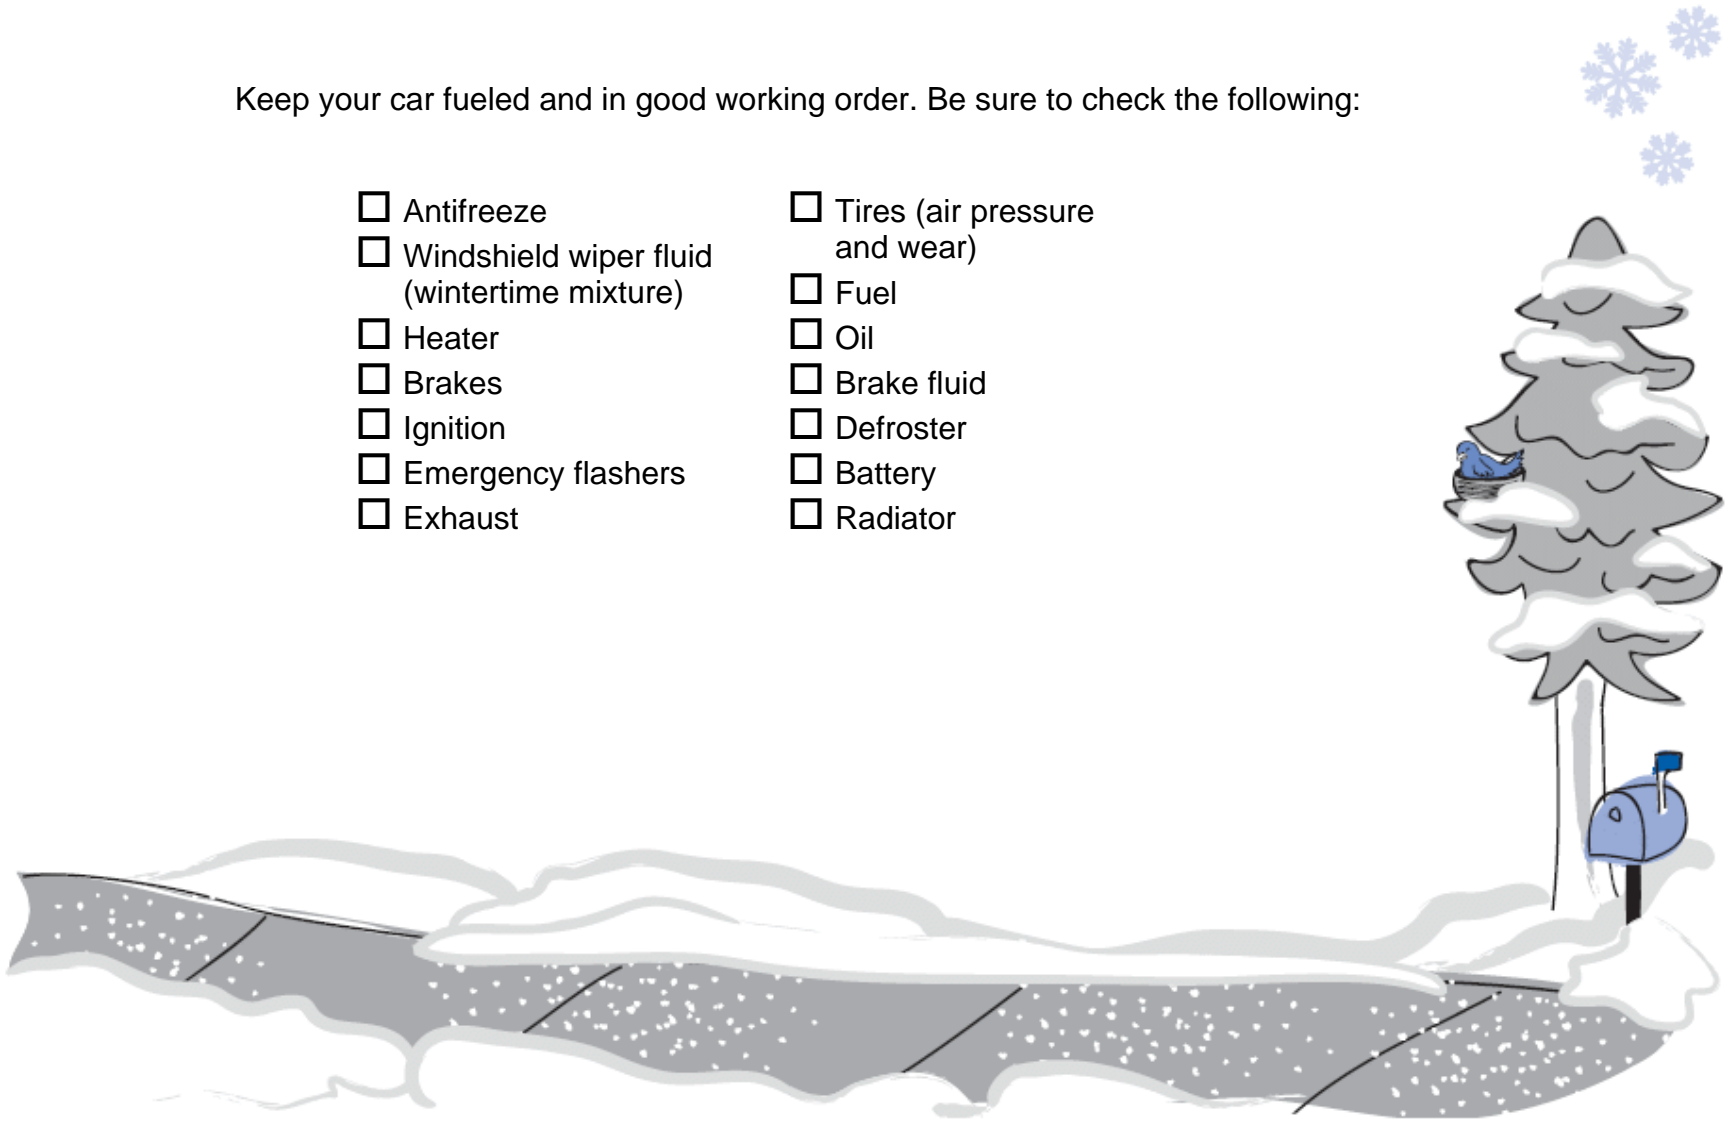 Keep your car fueled and in good working order. Be sure to check the following:
Antifreeze
Windshield wiper fluid
(wintertime mixture)
Heater
Brakes
Ignition
Emergency flashers
Exhaust
Tires (air pressure
and wear)
Fuel
Oil
Brake fluid
Defroster
Battery
Radiator